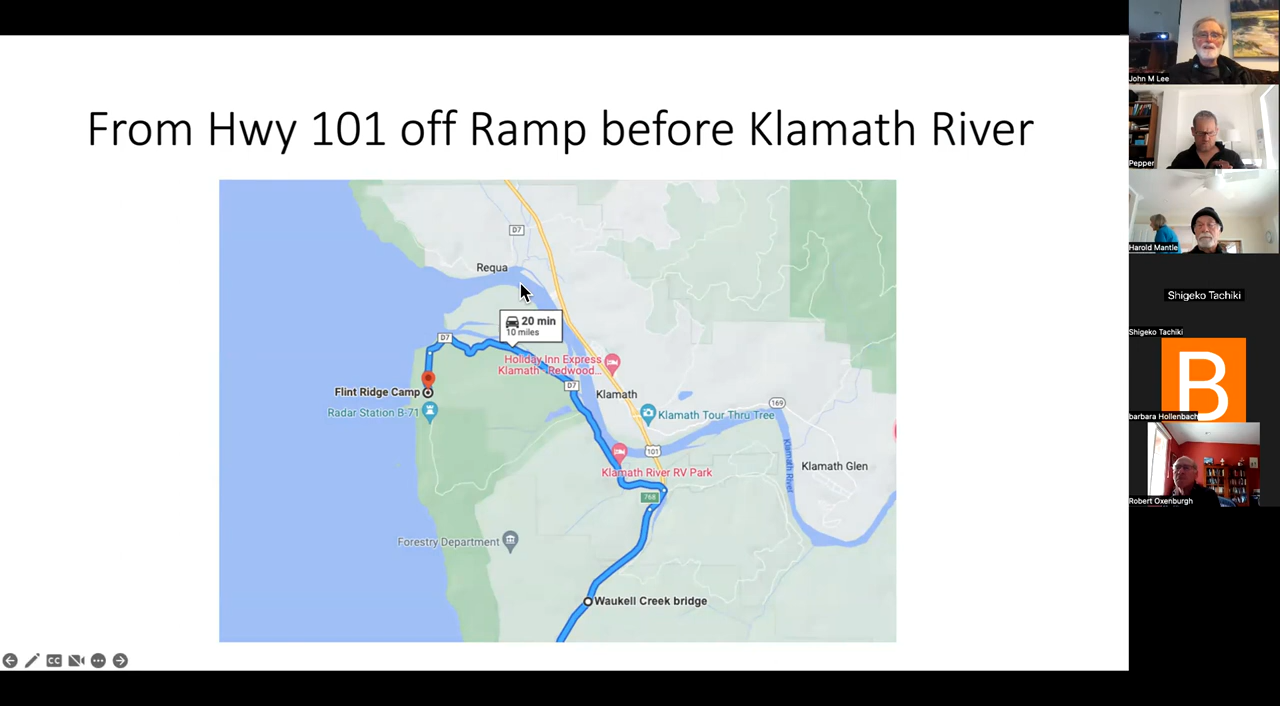 From Hwy 101 off Ramp before Klamath River
D7
Requa
20 min
10 miles
D7
Holiday Inn Express
Klamath - Redwood...
D7
Flint Ridge Camp
Klamath
169
Radar Station B-71
Klamath Tour Thru Tree
101
Klamath River
Klamath Glen
Klamath River RV Park
768
Forestry Department
Waukell Creek bridge
CC
John M Lee
Pepper
Harold Mantle
Shigeko Tachiki
Shigeko Tachiki
B
barbara Hollenbach
Robert Oxenburgh